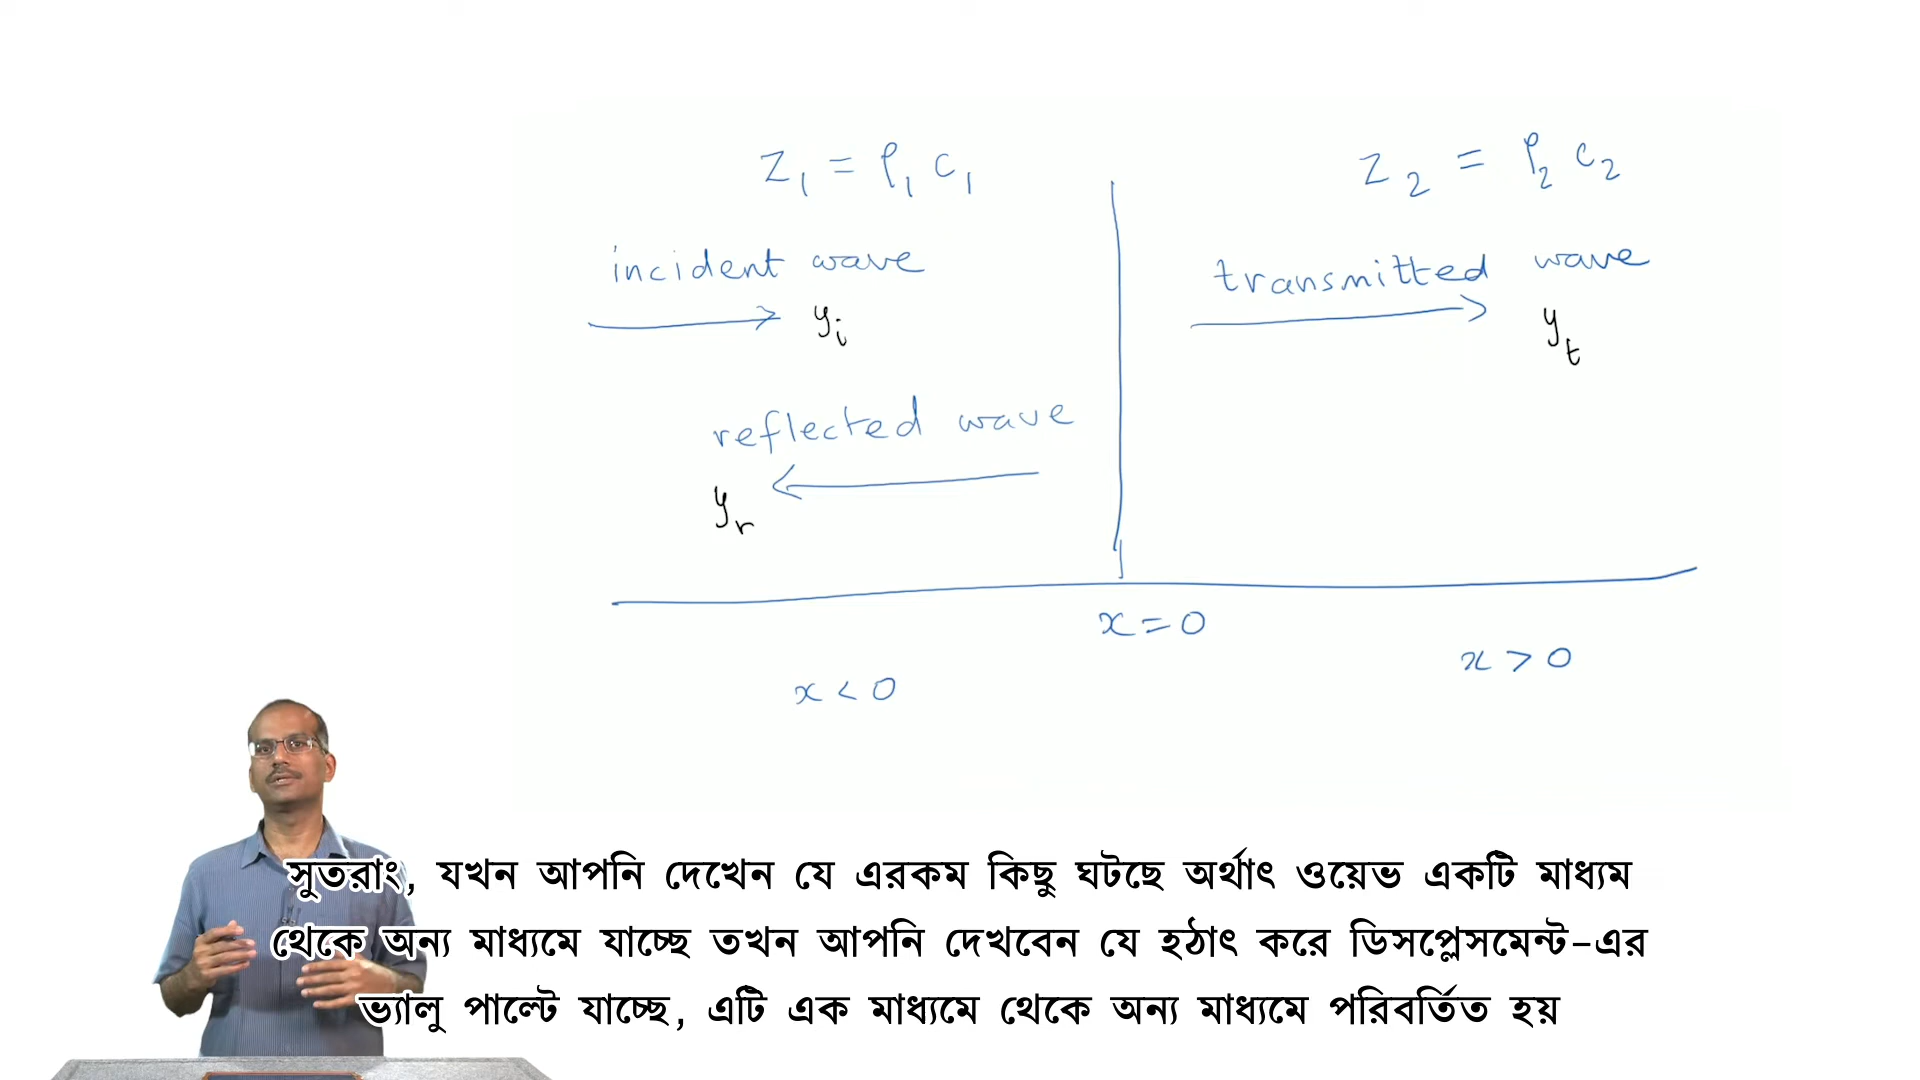 Z₁ = ρ₁ c₁
Z₂ = ρ₂ c₂
incident wave
transmitted wave
yᵢ
yₜ
reflected wave
yᵣ
x = 0
x > 0
x < 0
সুতরাং, যখন আপনি দেখেন যে এরকম কিছু ঘটছে অর্থাৎ ওয়েভ একটি মাধ্যম
থেকে অন্য মাধ্যমে যাচ্ছে তখন আপনি দেখবেন যে হঠাৎ করে ডিসপ্লেসমেন্ট-এর
ভ্যালু পাল্টে যাচ্ছে, এটি এক মাধ্যমে থেকে অন্য মাধ্যমে পরিবর্তিত হয়